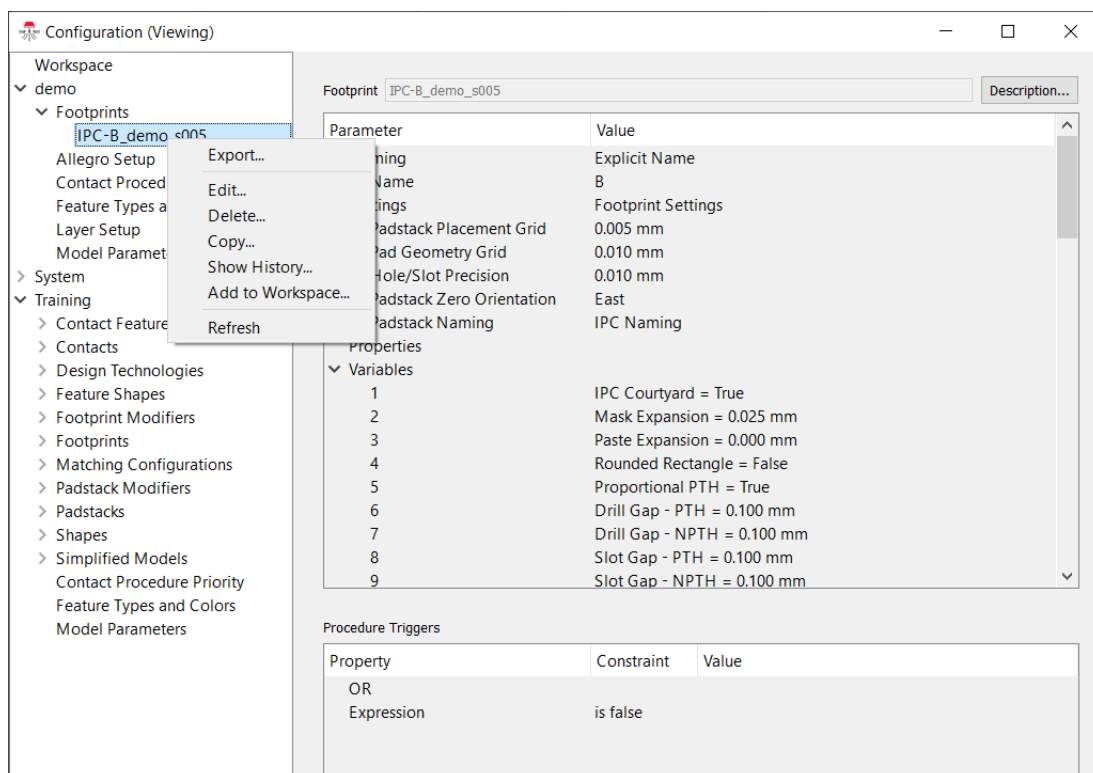 Configuration (Viewing)
Workspace
demo
Footprints
IPC-B_demo_s005
Allegro Setup
Contact Proced
Feature Types a
Layer Setup
Model Paramet
System
Training
Contact Feature
Contacts
Design Technologies
Feature Shapes
Footprint Modifiers
Footprints
Matching Configurations
Padstack Modifiers
Padstacks
Shapes
Simplified Models
Contact Procedure Priority
Feature Types and Colors
Model Parameters
Export...
Edit...
Delete...
Copy...
Show History...
Add to Workspace...
Refresh
Footprint IPC-B_demo_s005 Description...
Parameter Value
ming Explicit Name
Name B
tings Footprint Settings
Padstack Placement Grid 0.005 mm
Pad Geometry Grid 0.010 mm
Hole/Slot Precision 0.010 mm
Padstack Zero Orientation East
Padstack Naming IPC Naming
Properties
Variables
1 IPC Courtyard = True
2 Mask Expansion = 0.025 mm
3 Paste Expansion = 0.000 mm
4 Rounded Rectangle = False
5 Proportional PTH = True
6 Drill Gap - PTH = 0.100 mm
7 Drill Gap - NPTH = 0.100 mm
8 Slot Gap - PTH = 0.100 mm
9 Slot Gap - NPTH = 0.100 mm
Procedure Triggers
Property Constraint Value
OR
Expression is false